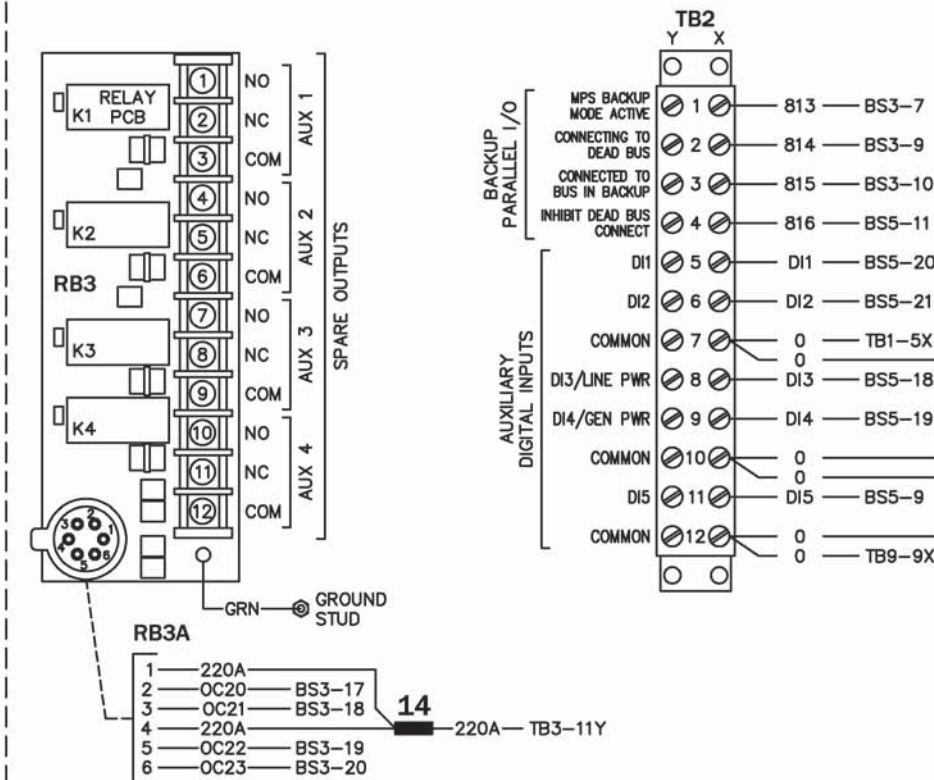 RB3
RELAY
PCB
K1
K2
K3
K4
1 NO
2 NC
3 COM
AUX 1
4 NO
5 NC
6 COM
AUX 2
7 NO
8 NC
9 COM
AUX 3
10 NO
11 NC
12 COM
AUX 4
SPARE OUTPUTS
3 2 1
4 5 6
GRN
GROUND
STUD
RB3A
1 220A
2 OC20 BS3-17
3 OC21 BS3-18
4 220A
5 OC22 BS3-19
6 OC23 BS3-20
14
220A TB3-11Y
TB2
Y X
BACKUP
PARALLEL I/O
MPS BACKUP
MODE ACTIVE
1 813 BS3-7
CONNECTING TO
DEAD BUS
2 814 BS3-9
CONNECTED TO
BUS IN BACKUP
3 815 BS3-10
INHIBIT DEAD BUS
CONNECT
4 816 BS5-11
AUXILIARY
DIGITAL INPUTS
DI1 5 DI1 BS5-20
DI2 6 DI2 BS5-21
COMMON 7 0 TB1-5X
0
DI3/LINE PWR 8 DI3 BS5-18
DI4/GEN PWR 9 DI4 BS5-19
COMMON 10 0
0
DI5 11 DI5 BS5-9
COMMON 12 0
0 TB9-9X